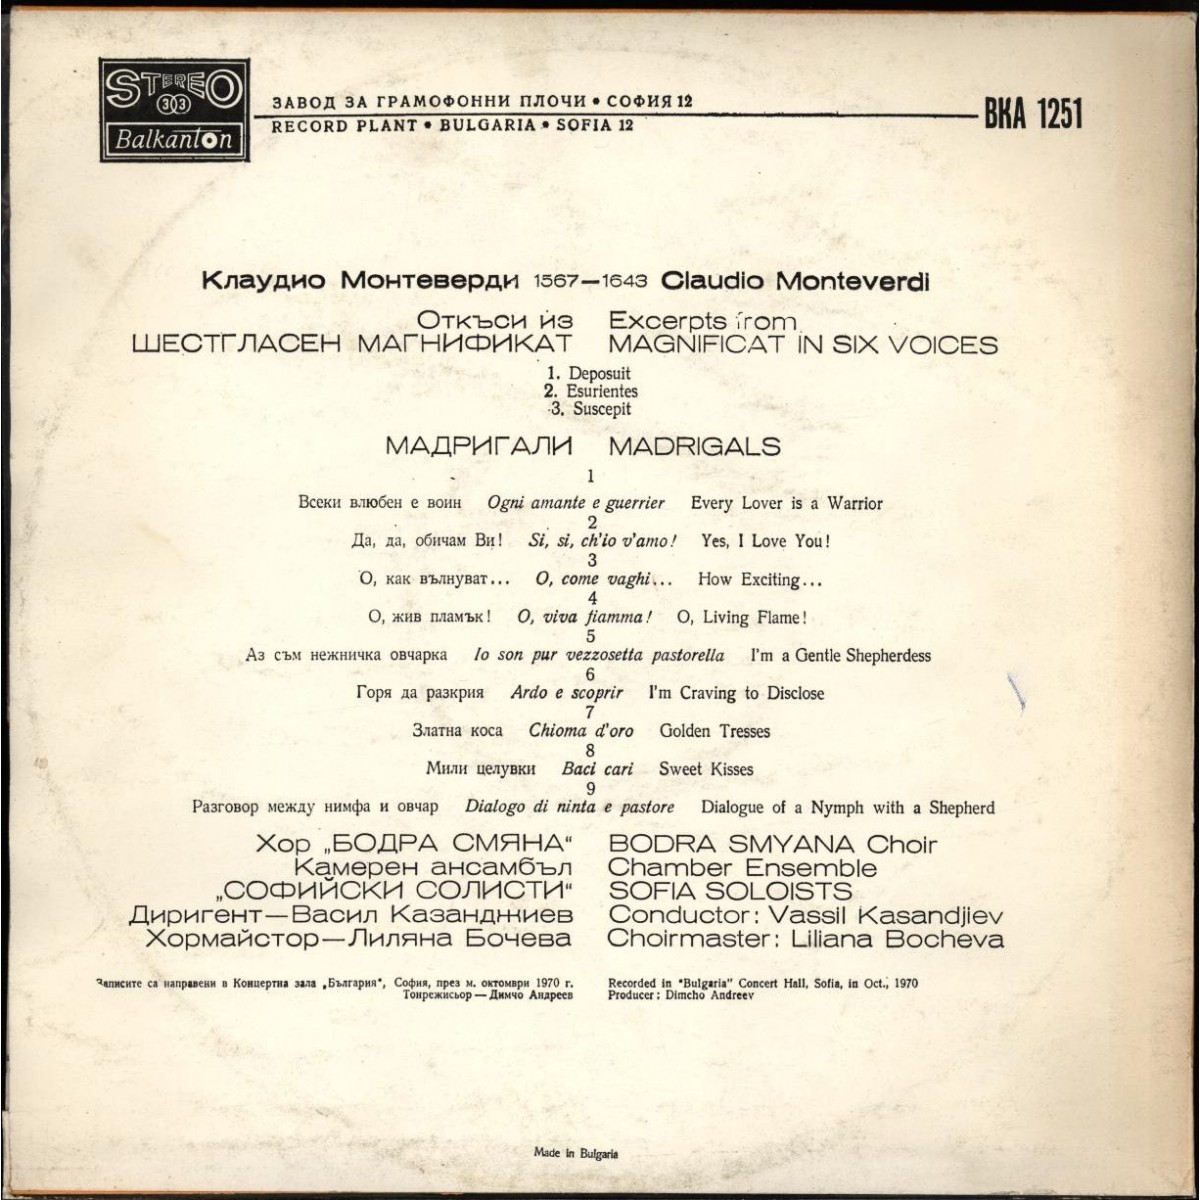 STEREO
33
Balkanton
ЗАВОД ЗА ГРАМОФОННИ ПЛОЧИ • СОФИЯ 12
RECORD PLANT • BULGARIA • SOFIA 12
ВКА 1251
Клаудио Монтеверди 1567—1643 Claudio Monteverdi
Откъси из Excerpts from
ШЕСТГЛАСЕН МАГНИФИКАТ MAGNIFICAT IN SIX VOICES
1. Deposuit
2. Esurientes
3. Suscepit
МАДРИГАЛИ MADRIGALS
1
Всеки влюбен е воин Ogni amante e guerrier Every Lover is a Warrior
2
Да, да, обичам Ви! Si, si, ch'io v'amo! Yes, I Love You!
3
О, как вълнуват... O, come vaghi... How Exciting...
4
О, жив пламък! O, viva fiamma! O, Living Flame!
5
Аз съм нежничка овчарка Io son pur vezzosetta pastorella I'm a Gentle Shepherdess
6
Горя да разкрия Ardo e scoprir I'm Craving to Disclose
7
Златна коса Chioma d'oro Golden Tresses
8
Мили целувки Baci cari Sweet Kisses
9
Разговор между нимфа и овчар Dialogo di ninta e pastore Dialogue of a Nymph with a Shepherd
Хор „БОДРА СМЯНА“ BODRA SMYANA Choir
Камерен ансамбъл Chamber Ensemble
„СОФИЙСКИ СОЛИСТИ“ SOFIA SOLOISTS
Диригент—Васил Казанджиев Conductor: Vassil Kasandjiev
Хормайстор—Лиляна Бочева Choirmaster: Liliana Bocheva
Записите са направени в Концертна зала „България“, София, през м. октомври 1970 г. Recorded in "Bulgaria" Concert Hall, Sofia, in Oct., 1970
Тонрежисьор — Димчо Андреев Producer: Dimcho Andreev
Made in Bulgaria